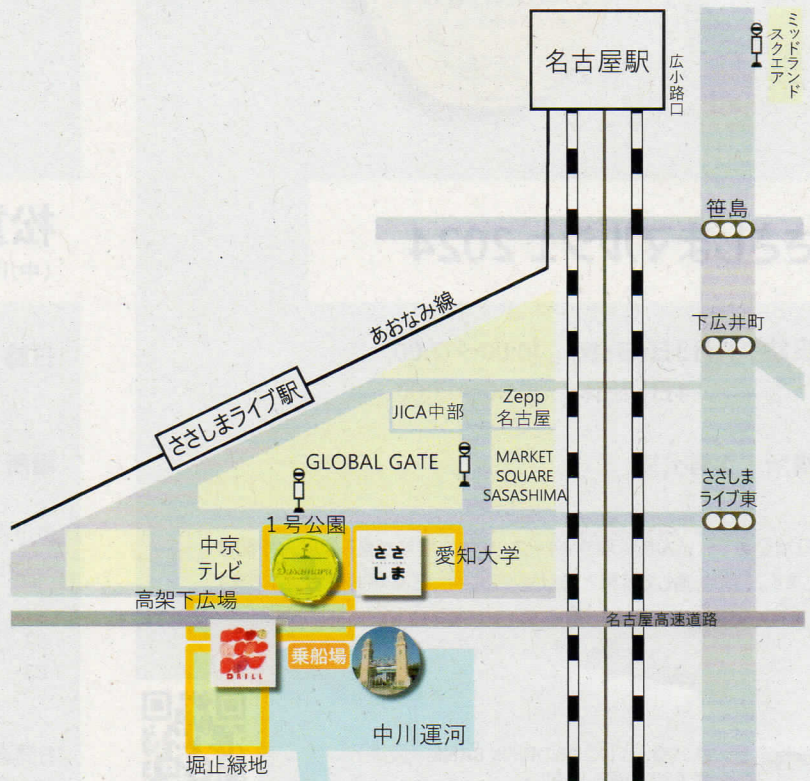 名古屋駅
広小路口
ミッドランド
スクエア
笹島
下広井町
あおなみ線
ささしまライブ駅
JICA中部
Zepp
名古屋
GLOBAL GATE
MARKET
SQUARE
SASASHIMA
ささしま
ライブ東
1号公園
中京
テレビ
Sasamaru
ささ
しま
愛知大学
高架下広場
名古屋高速道路
DRILL
乗船場
中川運河
堀止緑地